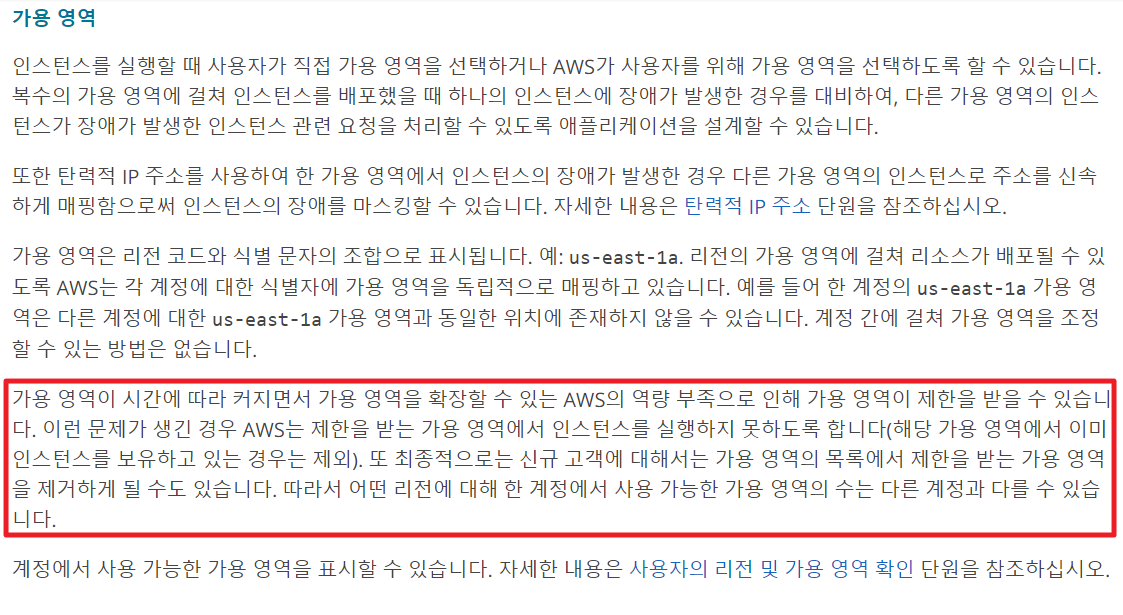 가용 영역
인스턴스를 실행할 때 사용자가 직접 가용 영역을 선택하거나 AWS가 사용자를 위해 가용 영역을 선택하도록 할 수 있습니다.
복수의 가용 영역에 걸쳐 인스턴스를 배포했을 때 하나의 인스턴스에 장애가 발생한 경우를 대비하여, 다른 가용 영역의 인스
턴스가 장애가 발생한 인스턴스 관련 요청을 처리할 수 있도록 애플리케이션을 설계할 수 있습니다.
또한 탄력적 IP 주소를 사용하여 한 가용 영역에서 인스턴스의 장애가 발생한 경우 다른 가용 영역의 인스턴스로 주소를 신속
하게 매핑함으로써 인스턴스의 장애를 마스킹할 수 있습니다. 자세한 내용은 탄력적 IP 주소 단원을 참조하십시오.
가용 영역은 리전 코드와 식별 문자의 조합으로 표시됩니다. 예: us-east-1a. 리전의 가용 영역에 걸쳐 리소스가 배포될 수 있
도록 AWS는 각 계정에 대한 식별자에 가용 영역을 독립적으로 매핑하고 있습니다. 예를 들어 한 계정의 us-east-1a 가용 영
역은 다른 계정에 대한 us-east-1a 가용 영역과 동일한 위치에 존재하지 않을 수 있습니다. 계정 간에 걸쳐 가용 영역을 조정
할 수 있는 방법은 없습니다.
가용 영역이 시간에 따라 커지면서 가용 영역을 확장할 수 있는 AWS의 역량 부족으로 인해 가용 영역이 제한을 받을 수 있습니
다. 이런 문제가 생긴 경우 AWS는 제한을 받는 가용 영역에서 인스턴스를 실행하지 못하도록 합니다(해당 가용 영역에서 이미
인스턴스를 보유하고 있는 경우는 제외). 또 최종적으로는 신규 고객에 대해서는 가용 영역의 목록에서 제한을 받는 가용 영역
을 제거하게 될 수도 있습니다. 따라서 어떤 리전에 대해 한 계정에서 사용 가능한 가용 영역의 수는 다른 계정과 다를 수 있습
니다.
계정에서 사용 가능한 가용 영역을 표시할 수 있습니다. 자세한 내용은 사용자의 리전 및 가용 영역 확인 단원을 참조하십시오.